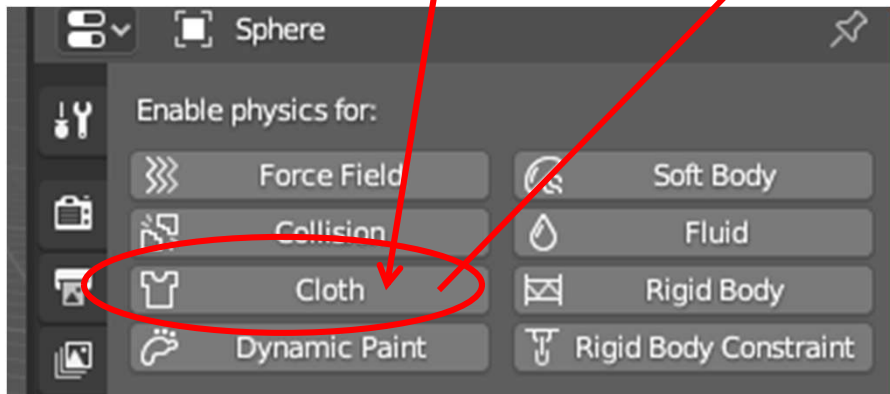 Sphere
Enable physics for:
Force Field Soft Body
Collision Fluid
Cloth Rigid Body
Dynamic Paint Rigid Body Constraint